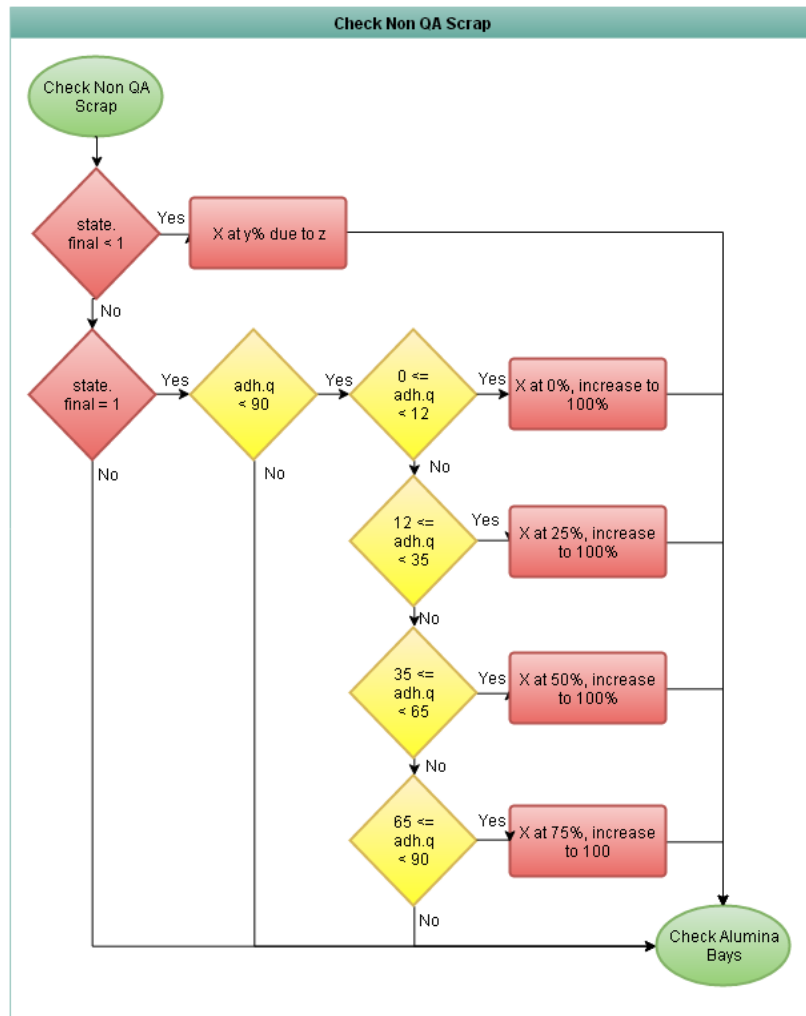 Check Non QA Scrap
Check Non QA
Scrap
state.
final < 1
Yes
X at y% due to z
No
state.
final = 1
Yes
adh.q
< 90
Yes
0 <=
adh.q
< 12
Yes
X at 0%, increase to
100%
No
No
No
12 <=
adh.q
< 35
Yes
X at 25%, increase
to 100%
No
35 <=
adh.q
< 65
Yes
X at 50%, increase
to 100%
No
65 <=
adh.q
< 90
Yes
X at 75%, increase
to 100
No
Check Alumina
Bays